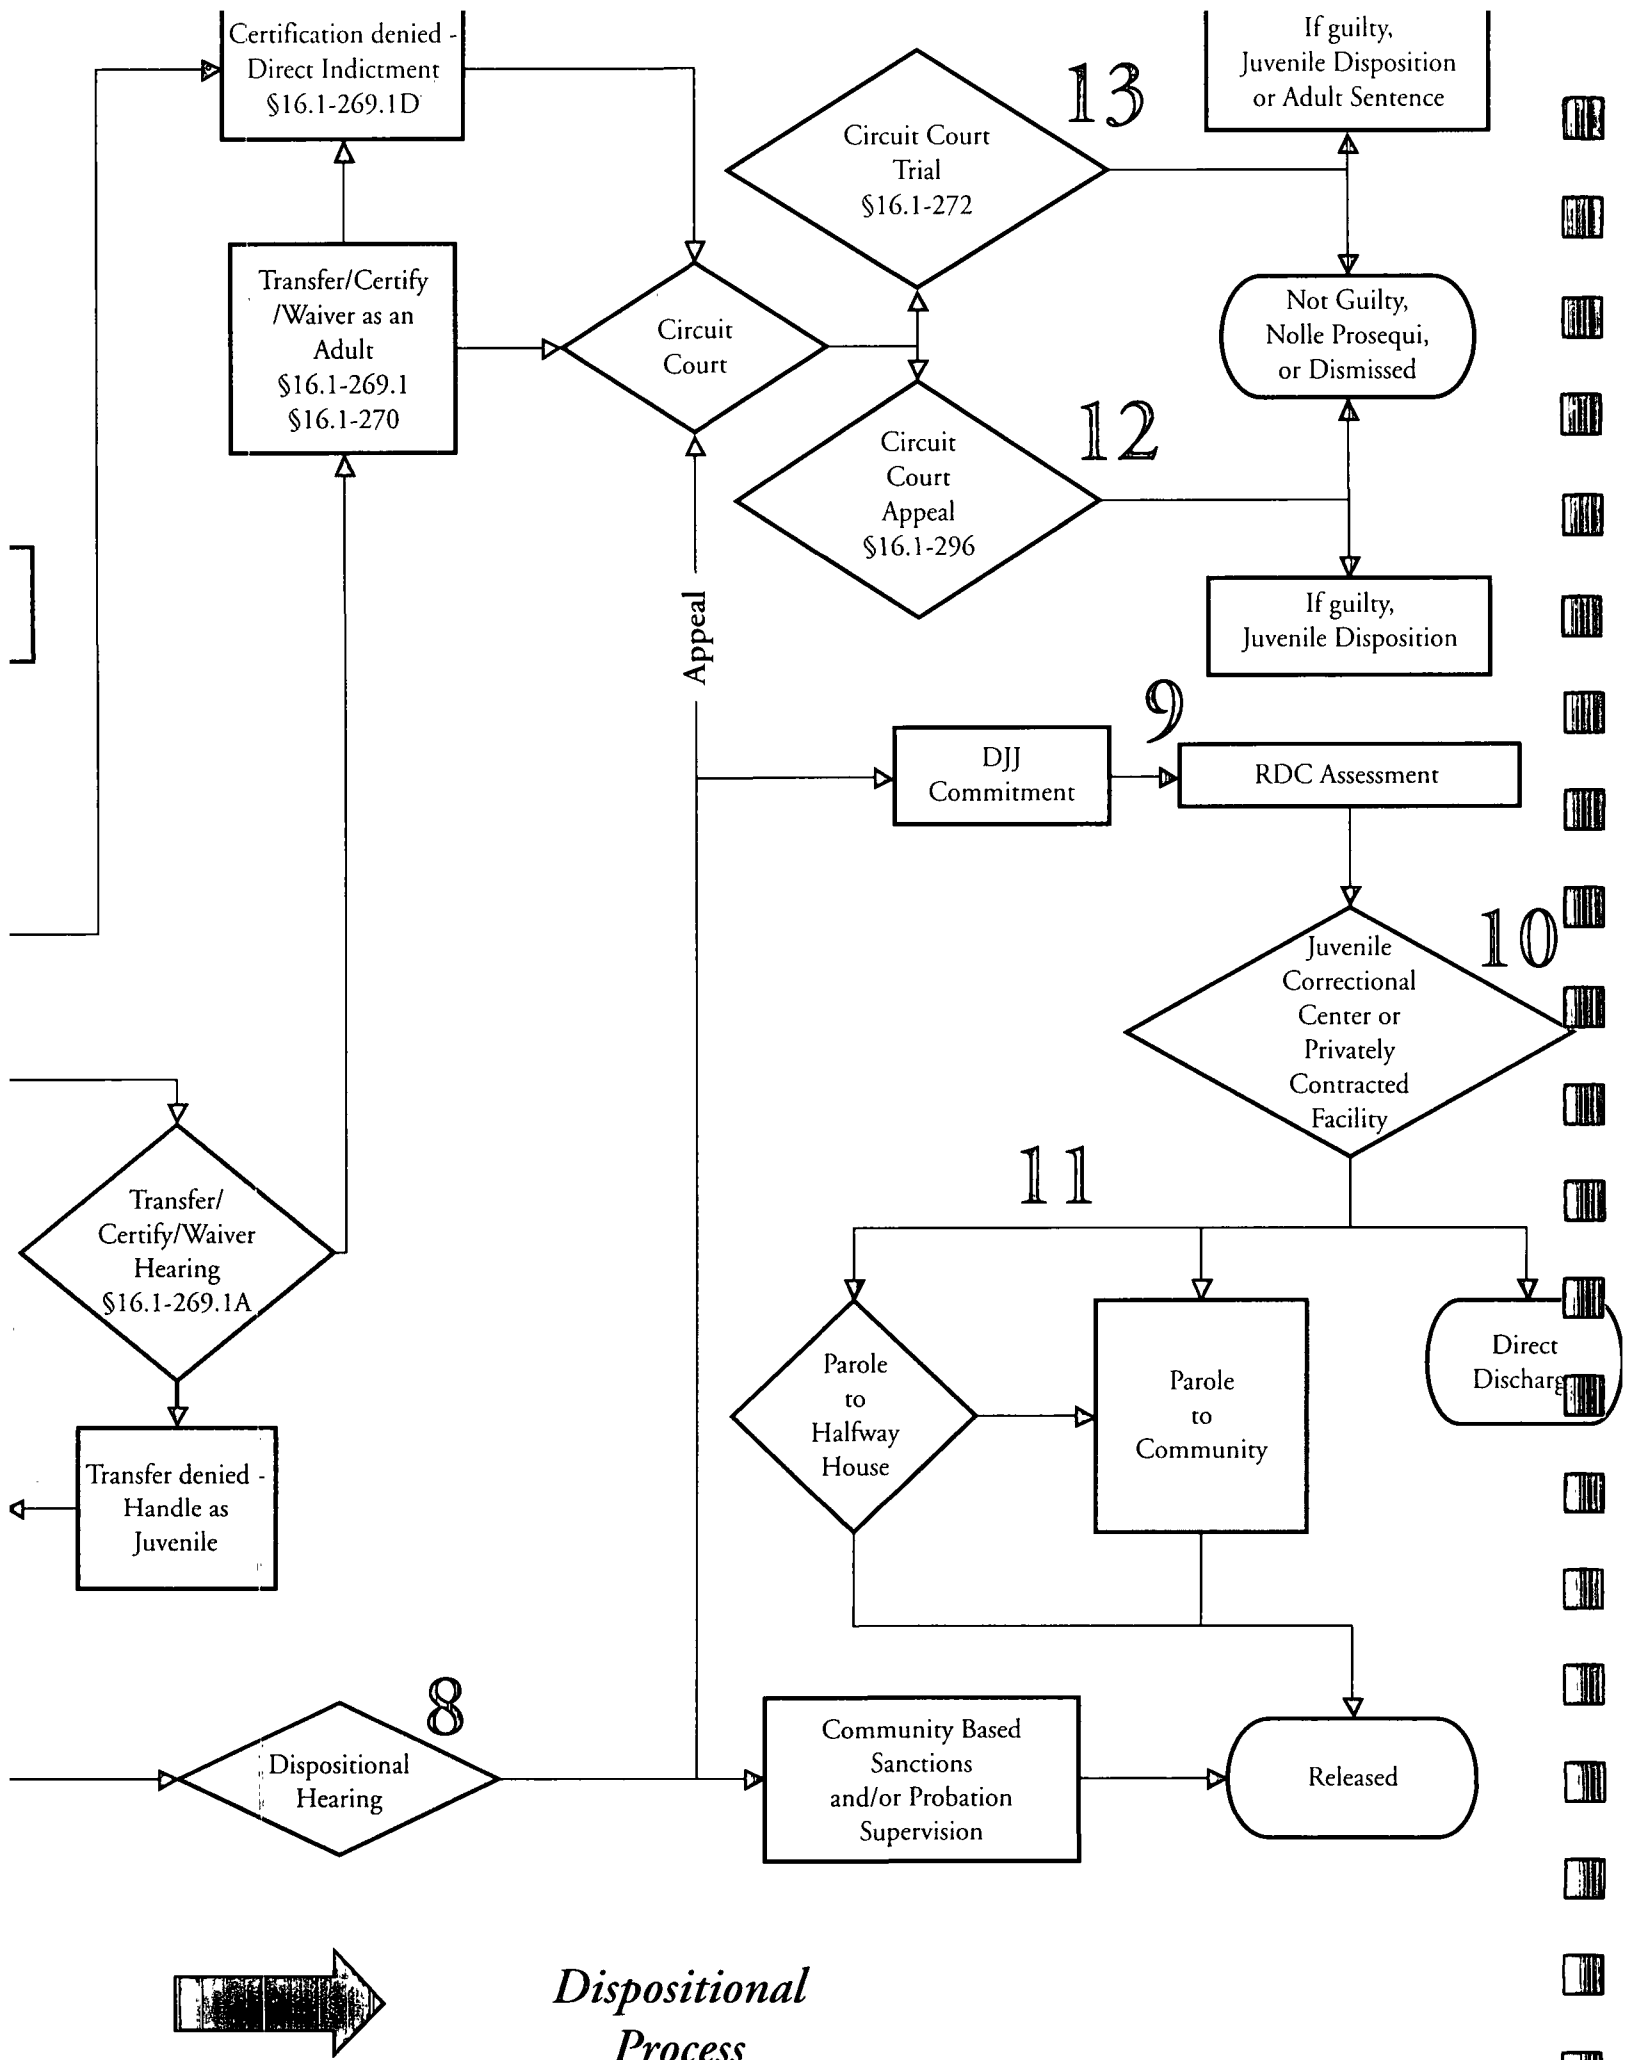 Certification denied -
Direct Indictment
§16.1-269.1D
If guilty,
Juvenile Disposition
or Adult Sentence
13
Circuit Court
Trial
§16.1-272
Transfer/Certify
/Waiver as an
Adult
§16.1-269.1
§16.1-270
Circuit
Court
Not Guilty,
Nolle Prosequi,
or Dismissed
12
Circuit
Court
Appeal
§16.1-296
If guilty,
Juvenile Disposition
Appeal
9
DJJ
Commitment
RDC Assessment
10
Juvenile
Correctional
Center or
Privately
Contracted
Facility
11
Transfer/
Certify/Waiver
Hearing
§16.1-269.1A
Parole
to
Halfway
House
Parole
to
Community
Direct
Discharg
Transfer denied -
Handle as
Juvenile
8
Dispositional
Hearing
Community Based
Sanctions
and/or Probation
Supervision
Released
Dispositional
Process